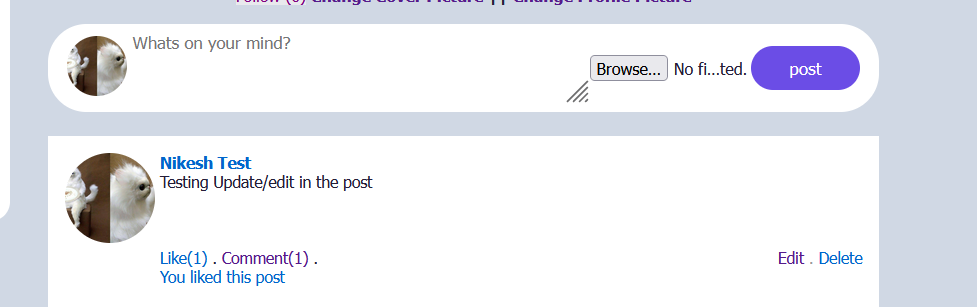 Follow (0) Change Cover Picture || Change Profile Picture
Whats on your mind?
Browse... No fi...ted. post
Nikesh Test
Testing Update/edit in the post
Like(1) . Comment(1) . Edit . Delete
You liked this post